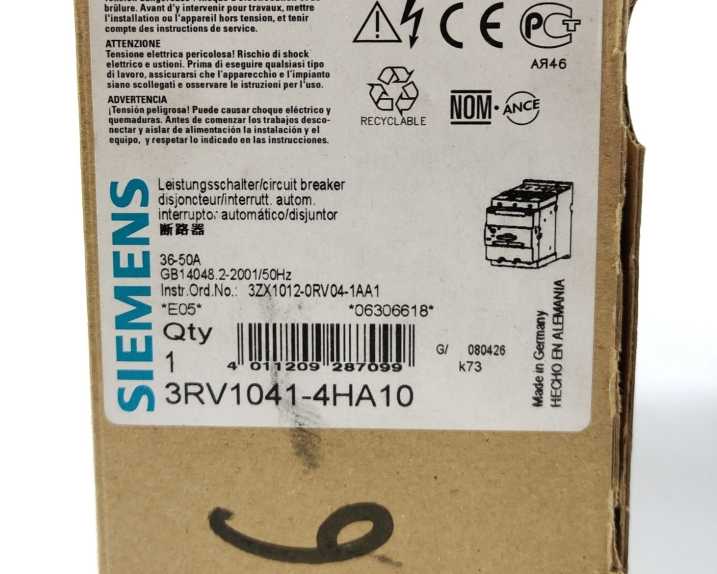 brûlure. Avant d'y intervenir pour travaux, mettre
l'installation ou l'appareil hors tension, et tenir
compte des instructions de service.
ATTENZIONE
Tensione elettrica pericolosa! Rischio di shock
elettrico e ustioni. Prima di eseguire qualsiasi tipo
di lavoro, assicurarsi che l'apparecchio e l'impianto
siano scollegati e osservare le istruzioni per l'uso.
ADVERTENCIA
¡Tensión peligrosa! Puede causar choque eléctrico y
quemaduras. Antes de comenzar los trabajos desco-
nectar y aislar de alimentación la instalación y el
equipo, y respetar lo indicado en las instrucciones.
CE
АЯ46
RECYCLABLE
NOM-ANCE
SIEMENS
Leistungsschalter/circuit breaker
disjoncteur/interrutt. autom.
interrupto: automático/disjuntor
断路器
36-50A
GB14048.2-2001/50Hz
Instr.Ord.No.: 3ZX1012-0RV04-1AA1
*E05* *06306618*
Qty
1
4 011209 287099
G/ 080426
k73
3RV1041-4HA10
Made in Germany
HECHO EN ALEMANIA
6